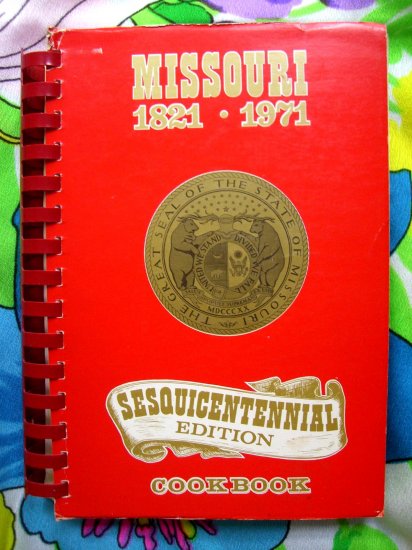 MISSOURI
1821 • 1971
THE GREAT SEAL OF THE STATE OF MISSOURI
UNITED WE STAND DIVIDED WE FALL
MDCCCXX
SESQUICENTENNIAL
EDITION
COOKBOOK